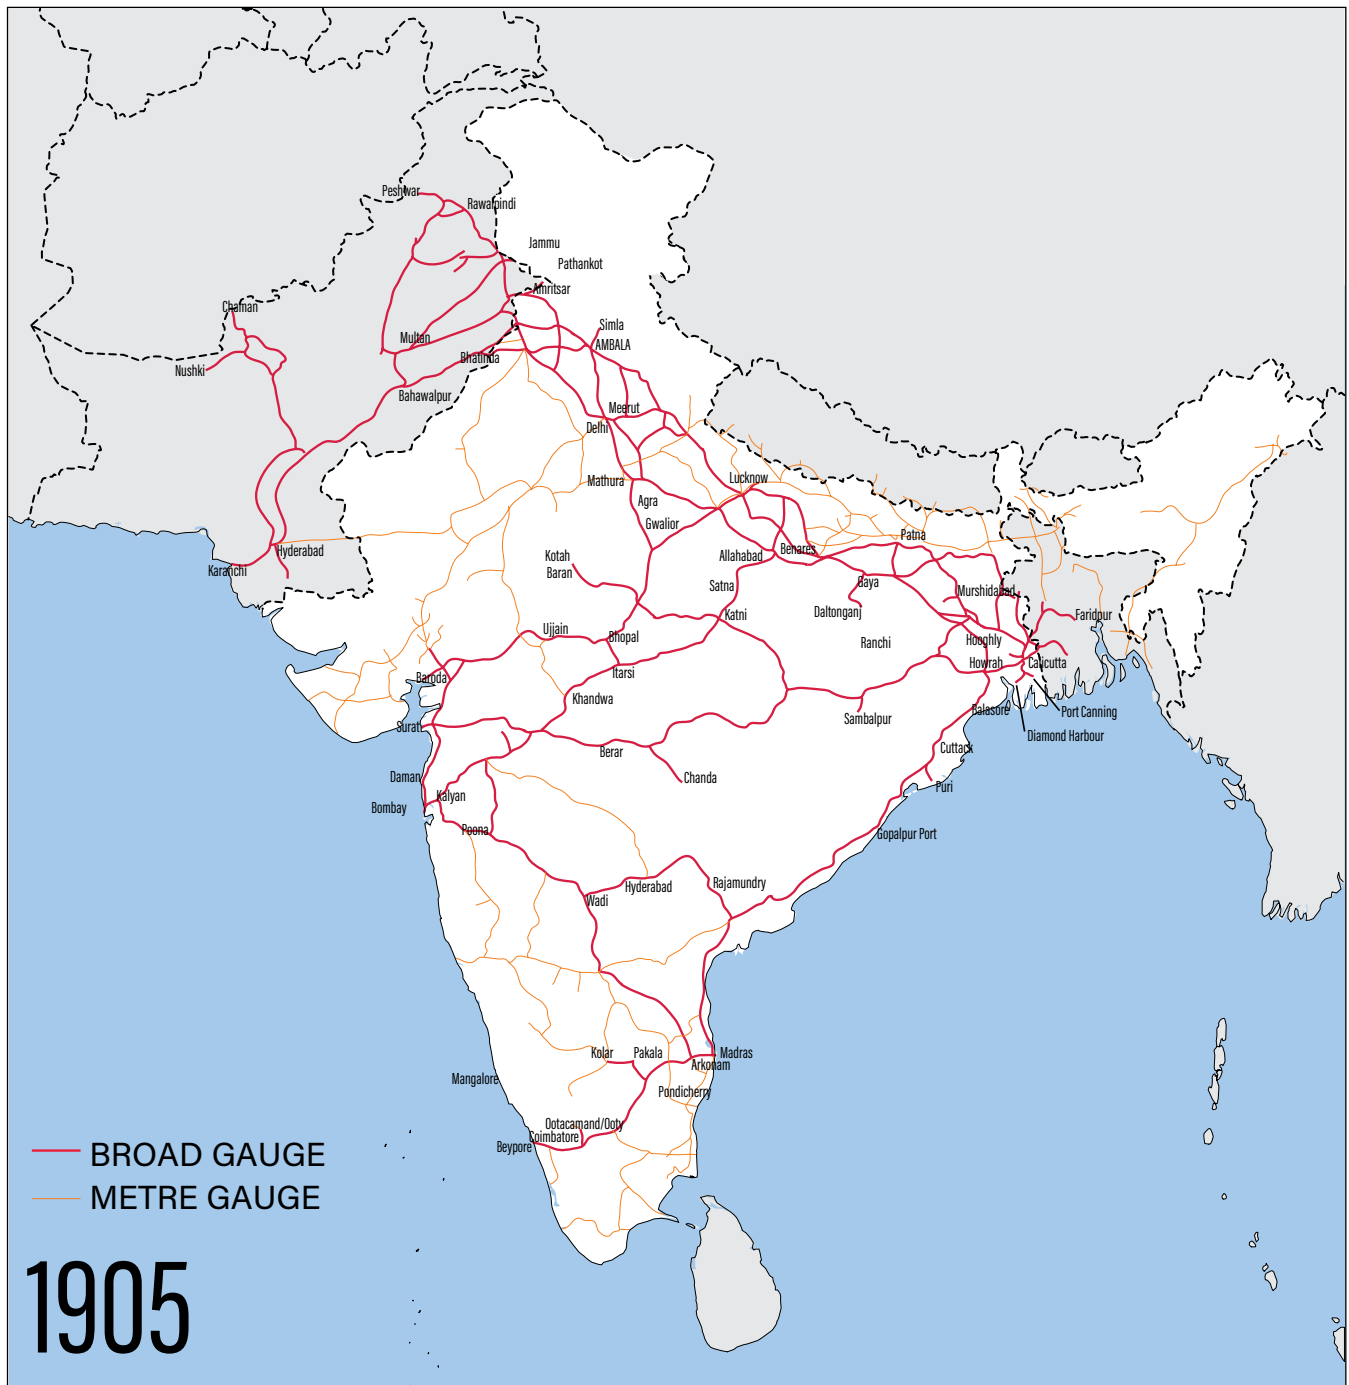 Peshwar
Rawalpindi
Jammu
Pathankot
Amritsar
Chaman
Simla
AMBALA
Multan
Bhatinda
Nushki
Bahawalpur
Meerut
Delhi
Mathura
Lucknow
Agra
Gwalior
Patna
Hyderabad
Karachi
Kotah
Baran
Allahabad
Benares
Satna
Gaya
Murshidabad
Daltonganj
Katni
Faridpur
Ujjain
Bhopal
Ranchi
Hooghly
Howrah
Calicutta
Itarsi
Baroda
Khandwa
Balasore
Port Canning
Sambalpur
Surat
Diamond Harbour
Berar
Cuttack
Daman
Chanda
Puri
Kalyan
Bombay
Poona
Gopalpur Port
Hyderabad
Rajamundry
Wadi
Kolar
Pakala
Madras
Arkonam
Mangalore
Pondicherry
Ootacamand/Ooty
Coimbatore
Beypore
BROAD GAUGE
METRE GAUGE
1905